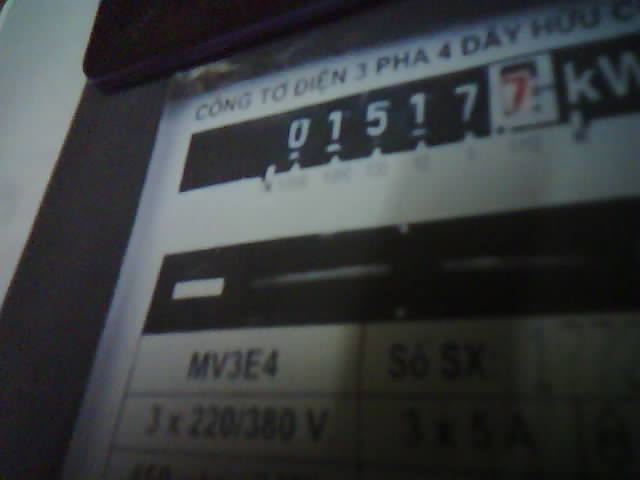 CÔNG TƠ ĐIỆN 3 PHA 4 DÂY HỮU C
01517 7 kW
MV3E4 Số SX:
3 x 220/380 V 3 x 5 A